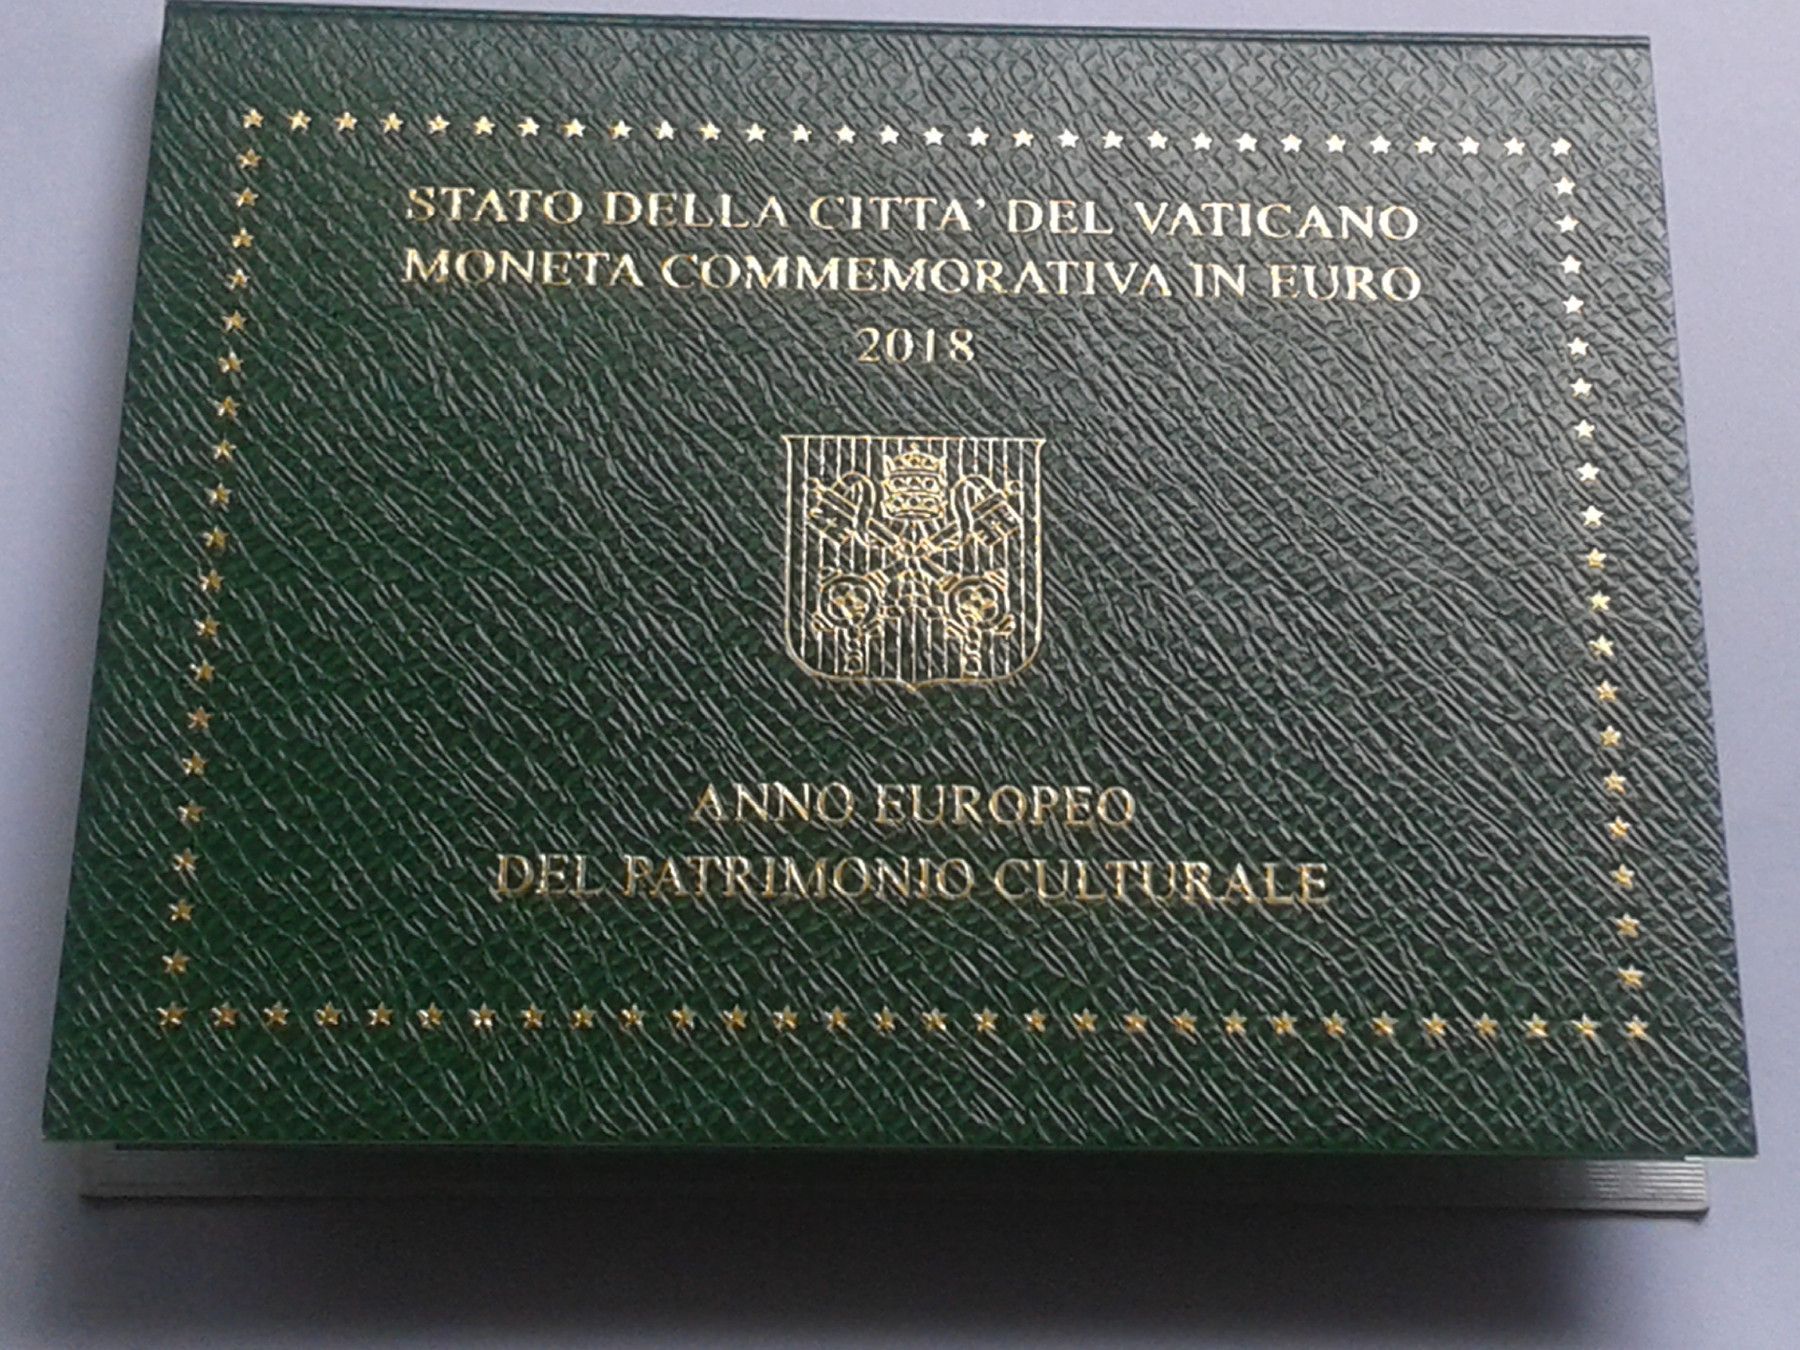 STATO DELLA CITTA' DEL VATICANO
MONETA COMMEMORATIVA IN EURO
2018
ANNO EUROPEO
DEL PATRIMONIO CULTURALE